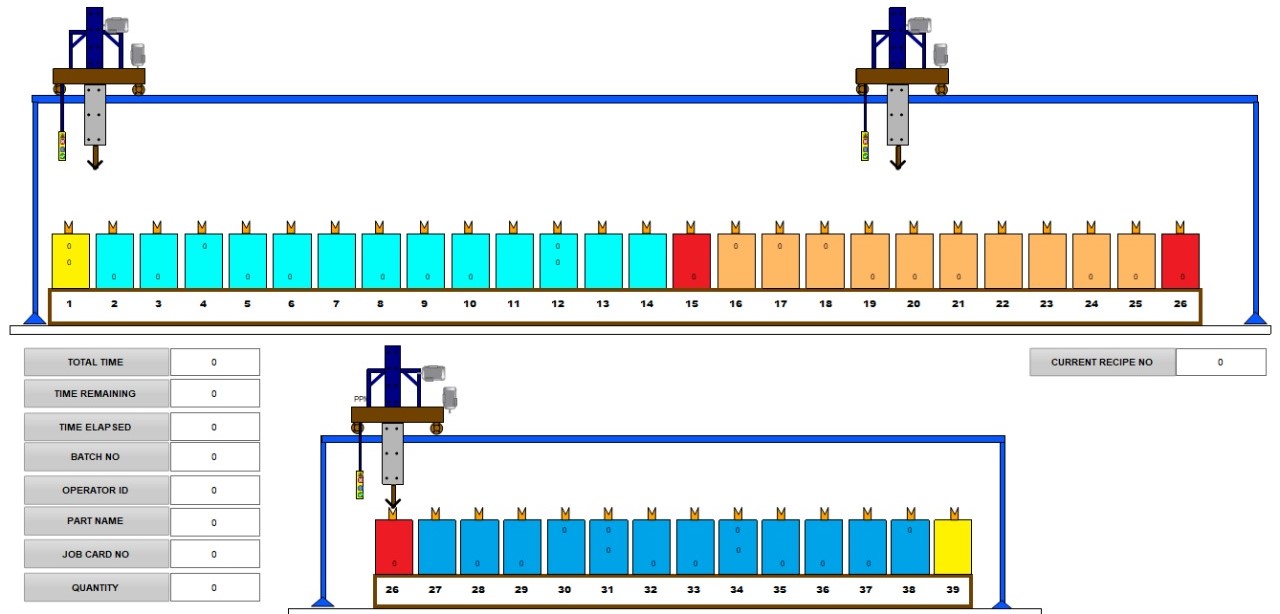 0 0 0 0 0 0
0 0
0 0 0 0 0 0 0 0 0 0 0 0 0 0
1 2 3 4 5 6 7 8 9 10 11 12 13 14 15 16 17 18 19 20 21 22 23 24 25 26
TOTAL TIME 0
CURRENT RECIPE NO 0
TIME REMAINING 0
TIME ELAPSED 0
BATCH NO 0
OPERATOR ID 0
PART NAME 0
JOB CARD NO 0
QUANTITY 0
0 0 0 0
0 0
0 0 0 0 0 0 0 0
26 27 28 29 30 31 32 33 34 35 36 37 38 39